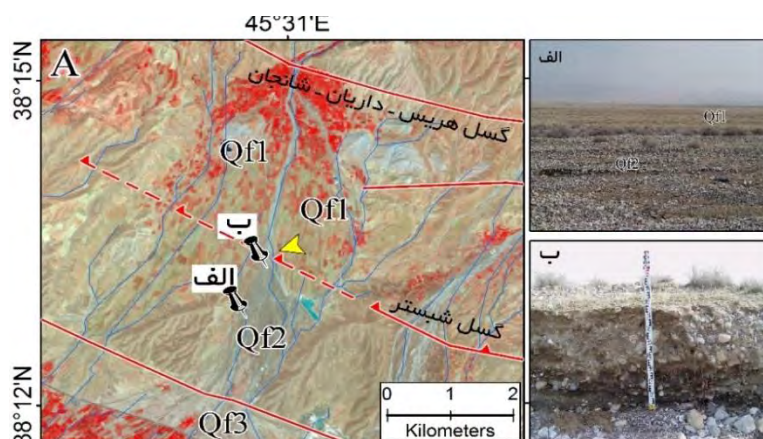 45°31'E
A
38°15'N
گسل هریس - داریان - شانجان
Qf1
Qf1
ب
الف
گسل شبستر
Qf2
Qf3
38°12'N
0 1 2
Kilometers
الف
Qf1
Qf2
ب